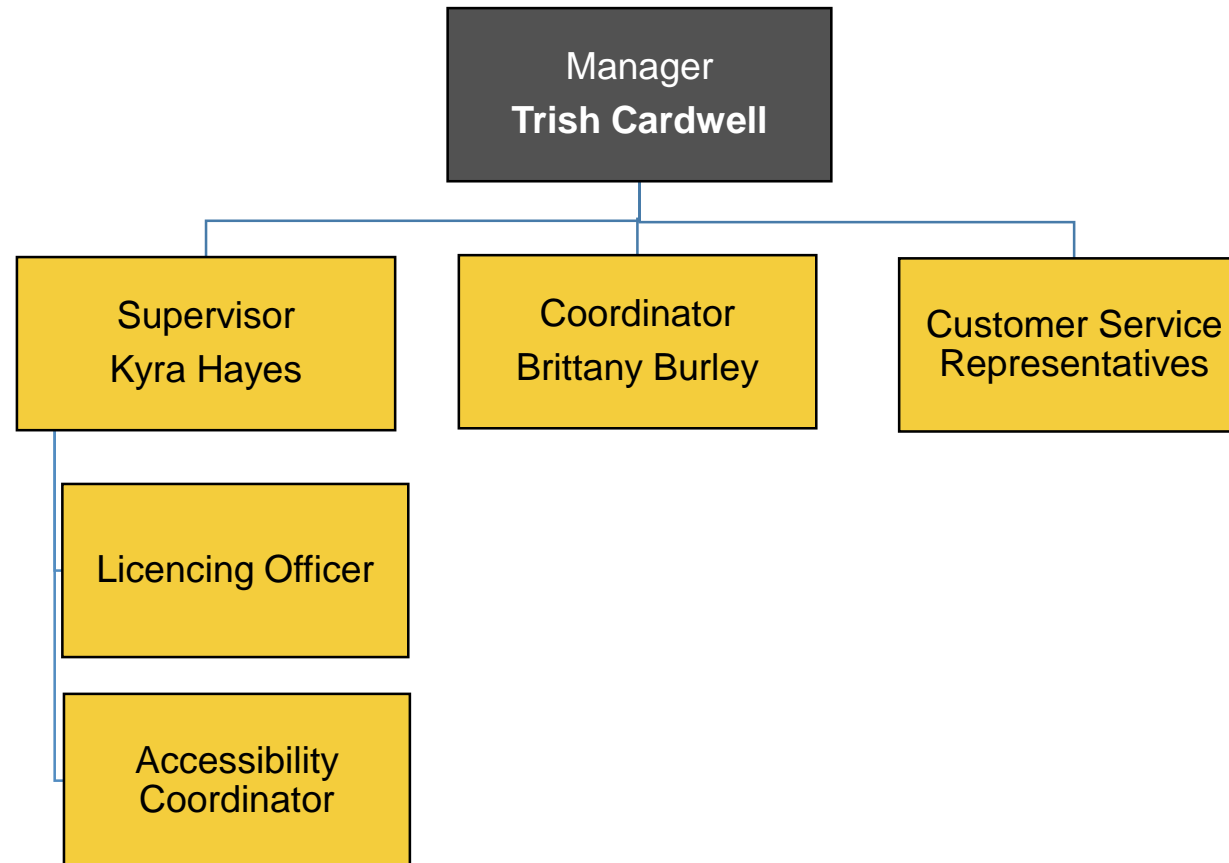 Manager
Trish Cardwell
Supervisor
Kyra Hayes
Coordinator
Brittany Burley
Customer Service
Representatives
Licencing Officer
Accessibility
Coordinator